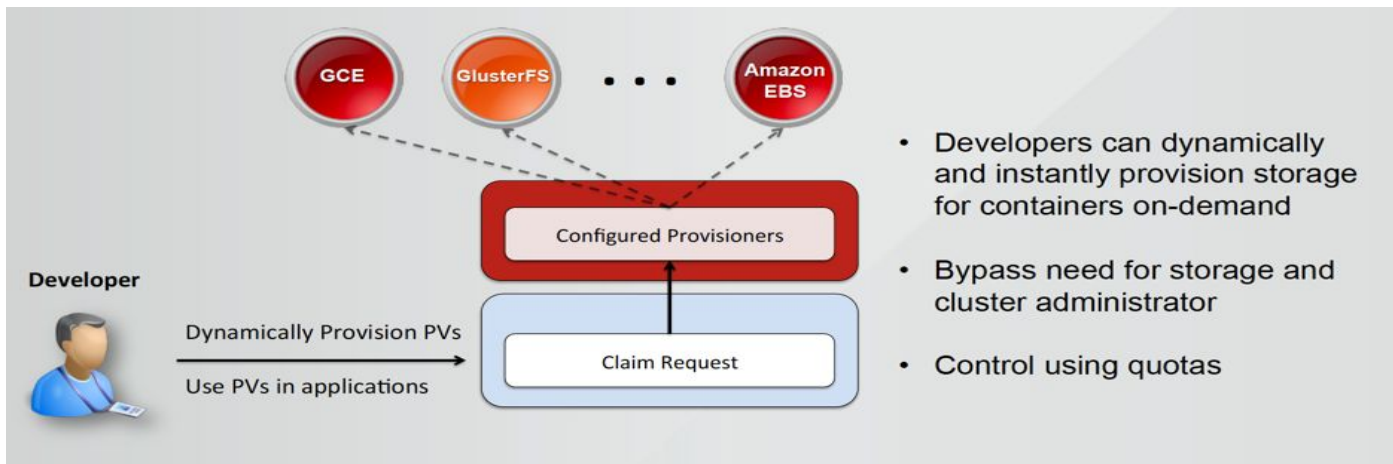 GCE
GlusterFS
• • •
Amazon
EBS
Configured Provisioners
Developer
Dynamically Provision PVs
Use PVs in applications
Claim Request
• Developers can dynamically
and instantly provision storage
for containers on-demand
• Bypass need for storage and
cluster administrator
• Control using quotas